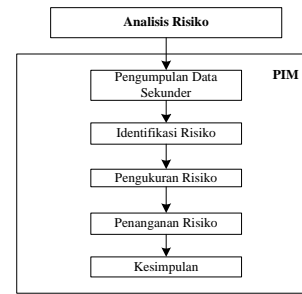 Analisis Risiko
PIM
Pengumpulan Data
Sekunder
Identifikasi Risiko
Pengukuran Risiko
Penanganan Risiko
Kesimpulan